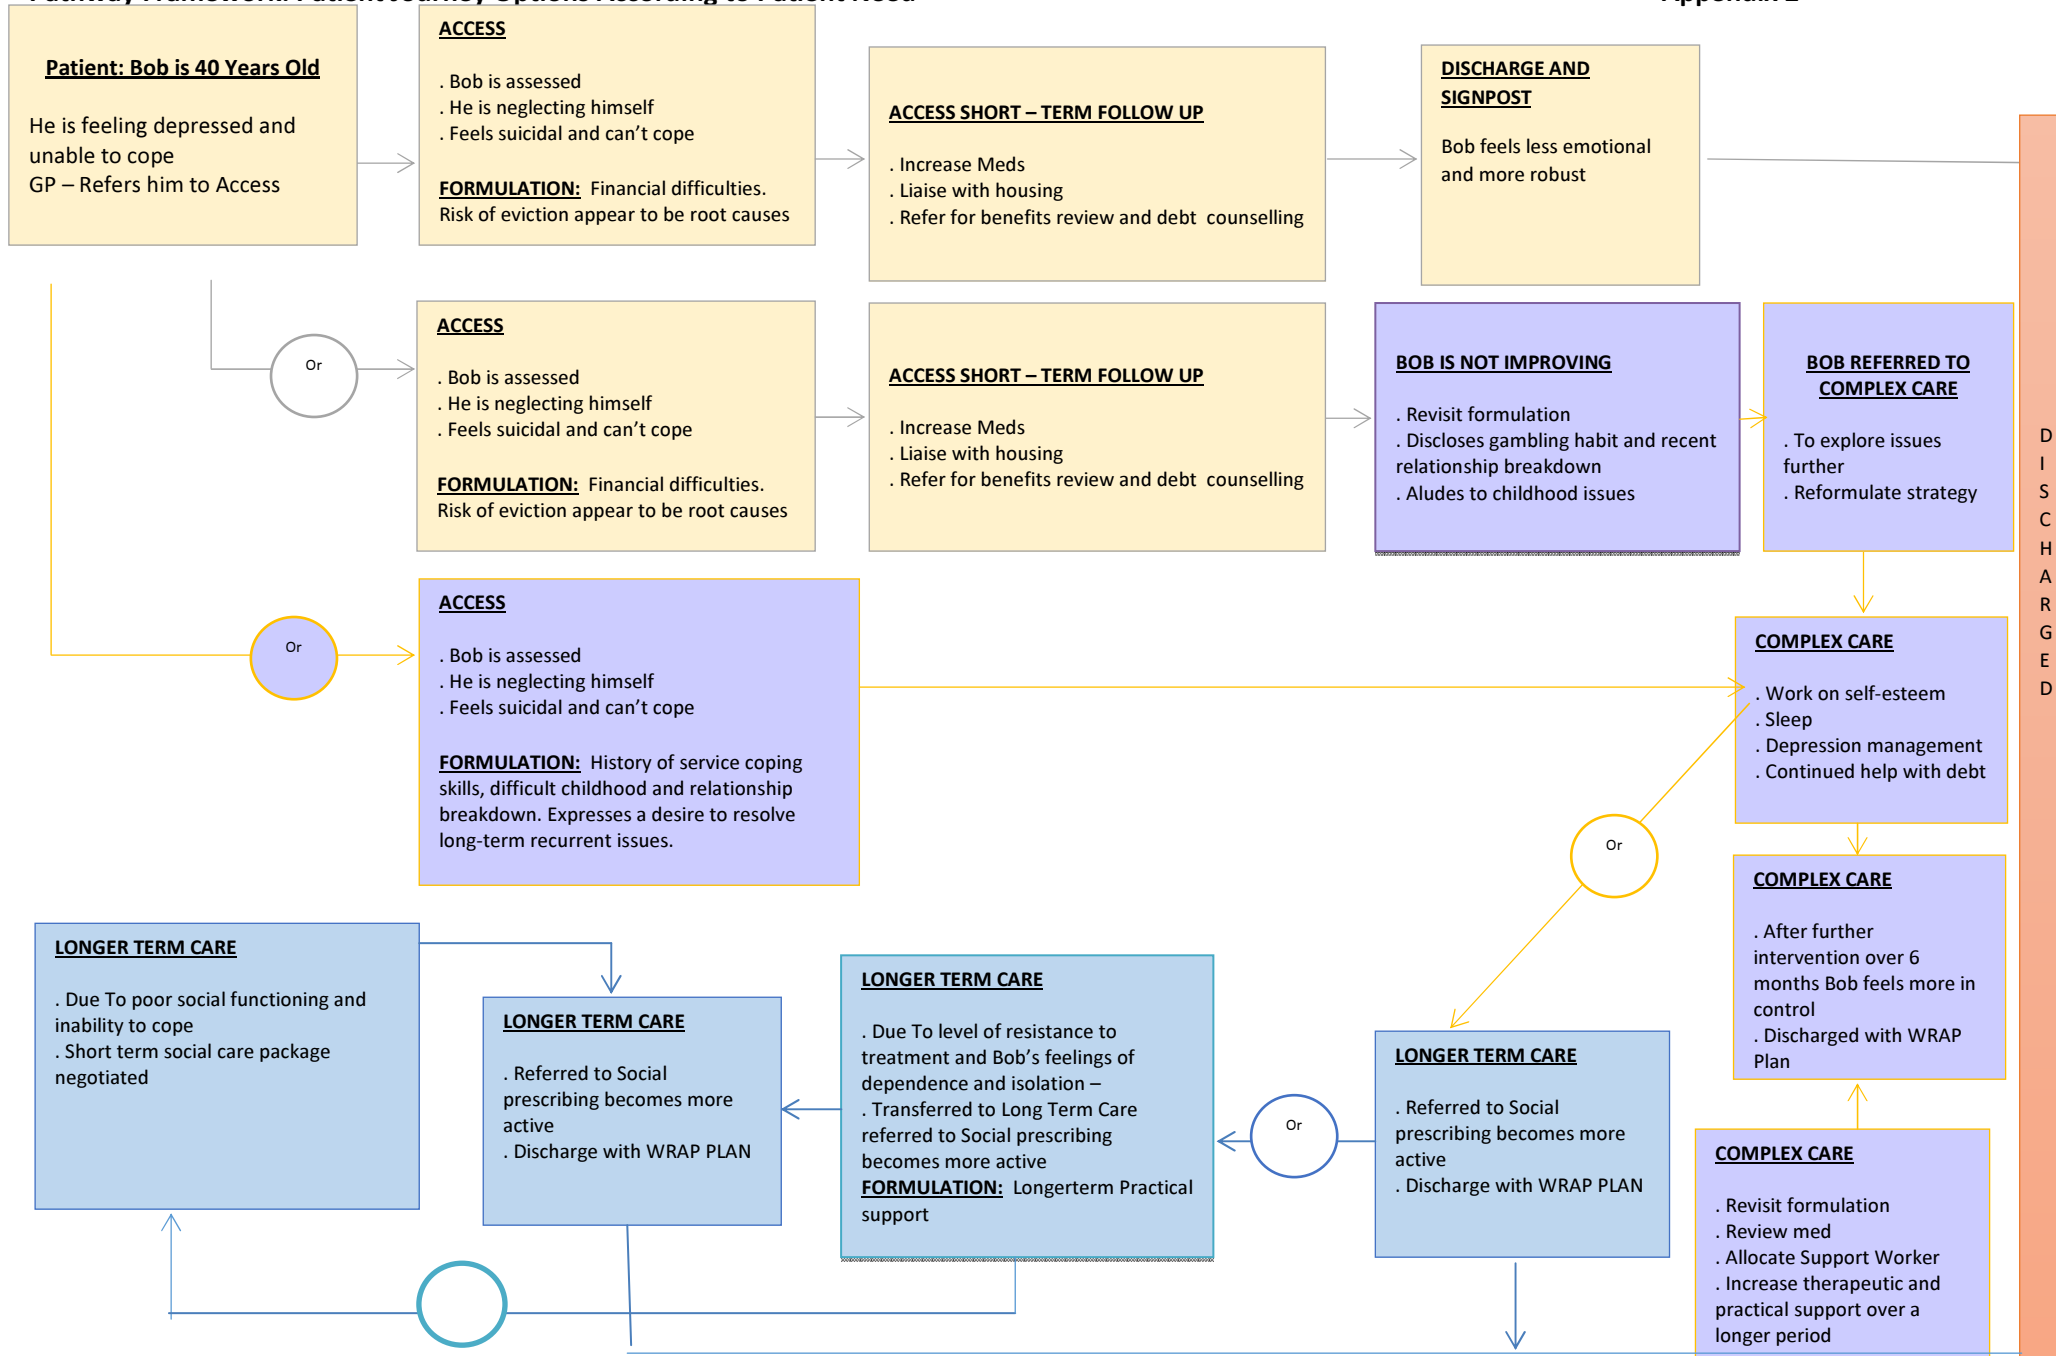 Pathway Framework: Patient Journey Options According to Patient Need
Appendix
Patient: Bob is 40 Years Old
He is feeling depressed and
unable to cope
GP – Refers him to Access
ACCESS
. Bob is assessed
. He is neglecting himself
. Feels suicidal and can’t cope
FORMULATION: Financial difficulties.
Risk of eviction appear to be root causes
ACCESS SHORT – TERM FOLLOW UP
. Increase Meds
. Liaise with housing
. Refer for benefits review and debt counselling
DISCHARGE AND
SIGNPOST
Bob feels less emotional
and more robust
Or
ACCESS
. Bob is assessed
. He is neglecting himself
. Feels suicidal and can’t cope
FORMULATION: Financial difficulties.
Risk of eviction appear to be root causes
ACCESS SHORT – TERM FOLLOW UP
. Increase Meds
. Liaise with housing
. Refer for benefits review and debt counselling
BOB IS NOT IMPROVING
. Revisit formulation
. Discloses gambling habit and recent
relationship breakdown
. Aludes to childhood issues
BOB REFERRED TO
COMPLEX CARE
. To explore issues
further
. Reformulate strategy
D
I
S
C
H
A
R
G
E
D
Or
ACCESS
. Bob is assessed
. He is neglecting himself
. Feels suicidal and can’t cope
FORMULATION: History of service coping
skills, difficult childhood and relationship
breakdown. Expresses a desire to resolve
long-term recurrent issues.
COMPLEX CARE
. Work on self-esteem
. Sleep
. Depression management
. Continued help with debt
Or
COMPLEX CARE
. After further
intervention over 6
months Bob feels more in
control
. Discharged with WRAP
Plan
LONGER TERM CARE
. Due To poor social functioning and
inability to cope
. Short term social care package
negotiated
LONGER TERM CARE
. Referred to Social
prescribing becomes more
active
. Discharge with WRAP PLAN
LONGER TERM CARE
. Due To level of resistance to
treatment and Bob’s feelings of
dependence and isolation –
. Transferred to Long Term Care
referred to Social prescribing
becomes more active
FORMULATION: Longerterm Practical
support
Or
LONGER TERM CARE
. Referred to Social
prescribing becomes more
active
. Discharge with WRAP PLAN
COMPLEX CARE
. Revisit formulation
. Review med
. Allocate Support Worker
. Increase therapeutic and
practical support over a
longer period